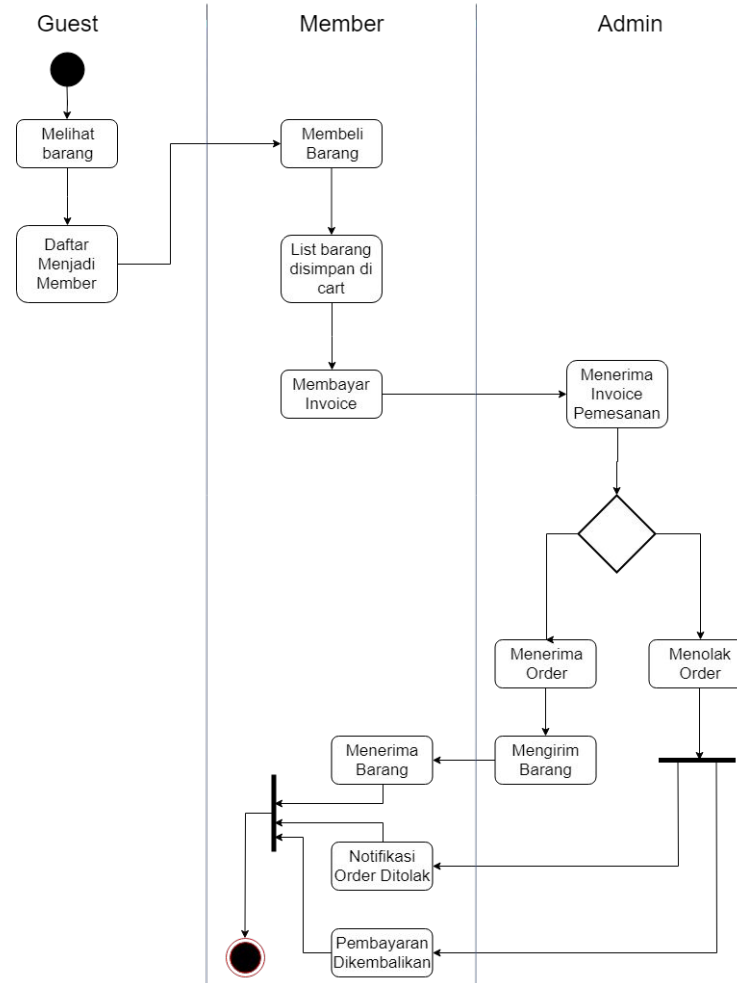 Guest
Member
Admin
Melihat
barang
Membeli
Barang
Daftar
Menjadi
Member
List barang
disimpan di
cart
Membayar
Invoice
Menerima
Invoice
Pemesanan
Menerima
Order
Menolak
Order
Menerima
Barang
Mengirim
Barang
Notifikasi
Order Ditolak
Pembayaran
Dikembalikan